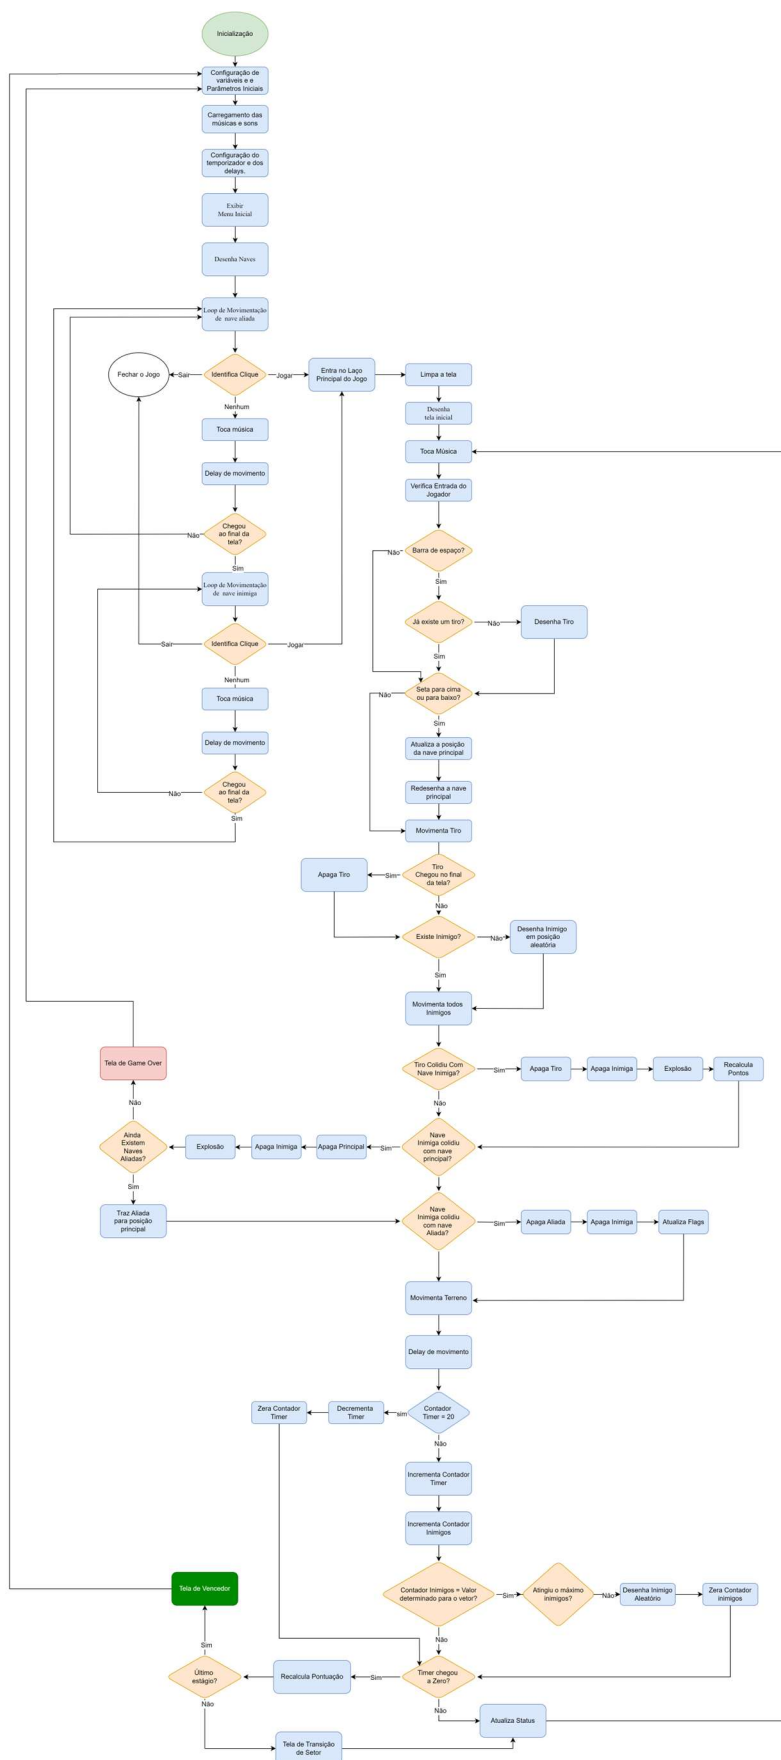 Inicialização
Configuração de
variáveis e e
Parâmetros Iniciais
Carregamento das
músicas e sons
Configuração do
temporizador e dos
delays.
Exibir
Menu Inicial
Desenha Naves
Loop de Movimentação
de nave aliada
Fechar o Jogo
Sair
Identifica Clique
Jogar
Entra no Laço
Principal do Jogo
Limpa a tela
Nenhum
Desenha
tela inicial
Toca música
Toca Música
Delay de movimento
Verifica Entrada do
Jogador
Chegou
ao final da
tela?
Não
Sim
Barra de espaço?
Não
Sim
Loop de Movimentação
de nave inimiga
Já existe um tiro?
Não
Desenha Tiro
Sim
Sair
Identifica Clique
Jogar
Nenhum
Toca música
Seta para cima
ou para baixo?
Não
Sim
Delay de movimento
Atualiza a posição
da nave principal
Chegou
ao final da
tela?
Não
Sim
Redesenha a nave
principal
Movimenta Tiro
Apaga Tiro
Sim
Tiro
Chegou no final
da tela?
Não
Existe Inimigo?
Não
Desenha Inimigo
em posição
aleatória
Sim
Movimenta todos
Inimigos
Tela de Game Over
Tiro Colidiu Com
Nave Inimiga?
Sim
Apaga Tiro
Apaga Inimiga
Explosão
Recalcula
Pontos
Não
Não
Ainda
Existem
Naves
Aliadas?
Explosão
Apaga Inimiga
Apaga Principal
Sim
Nave
Inimiga colidiu
com nave
principal?
Sim
Traz Aliada
para posição
principal
Nave
Inimiga colidiu
com nave
Aliada?
Sim
Apaga Aliada
Apaga Inimiga
Atualiza Flags
Movimenta Terreno
Delay de movimento
Zera Contador
Timer
Decrementa
Timer
sim
Contador
Timer = 20
Não
Incrementa Contador
Timer
Incrementa Contador
Inimigos
Tela de Vencedor
Contador Inimigos = Valor
determinado para o vetor?
Sim
Atingiu o máximo
inimigos?
Não
Desenha Inimigo
Aleatório
Zera Contador
inimigos
Não
Sim
Último
estágio?
Recalcula Pontuação
Sim
Timer chegou
a Zero?
Não
Não
Atualiza Status
Tela de Transição
de Setor